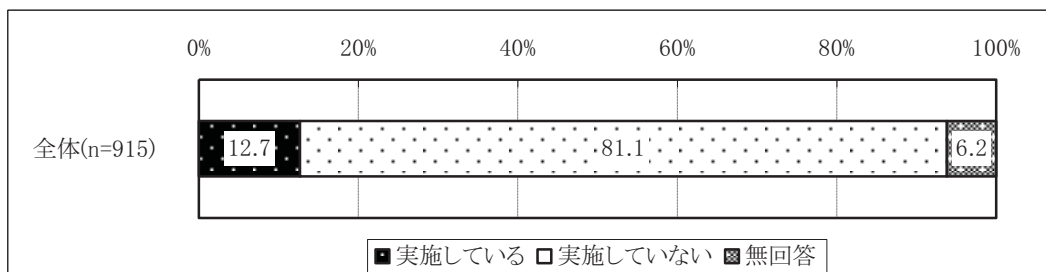 0% 20% 40% 60% 80% 100%
全体(n=915) 12.7 81.1 6.2
実施している 実施していない 無回答